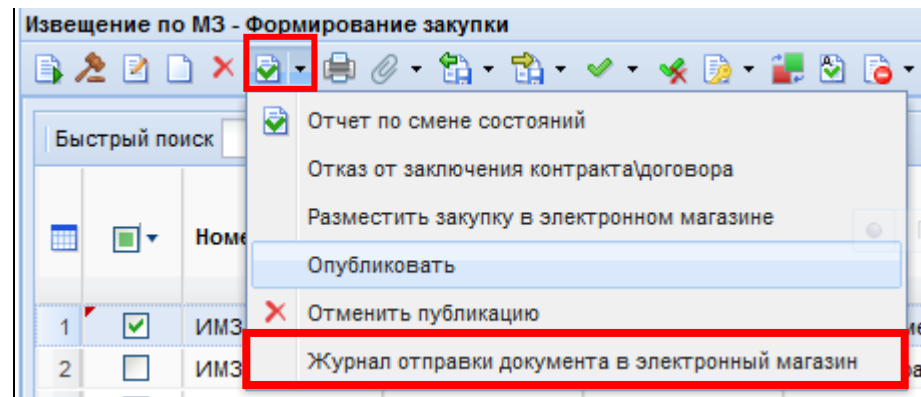 Извещение по МЗ - Формирование закупки
Быстрый поиск
Отчет по смене состояний
Отказ от заключения контракта\договора
Разместить закупку в электронном магазине
Опубликовать
Отменить публикацию
Журнал отправки документа в электронный магазин
Номе
1 ИМЗ
2 ИМЗ